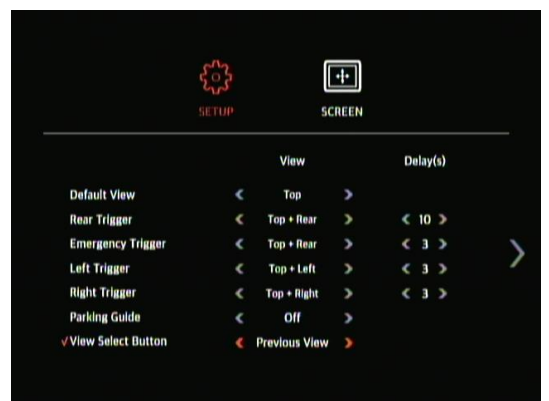 SETUP SCREEN
View Delay(s)
Default View Top
Rear Trigger Top + Rear 10
Emergency Trigger Top + Rear 3
Left Trigger Top + Left 3
Right Trigger Top + Right 3
Parking Guide Off
√View Select Button Previous View